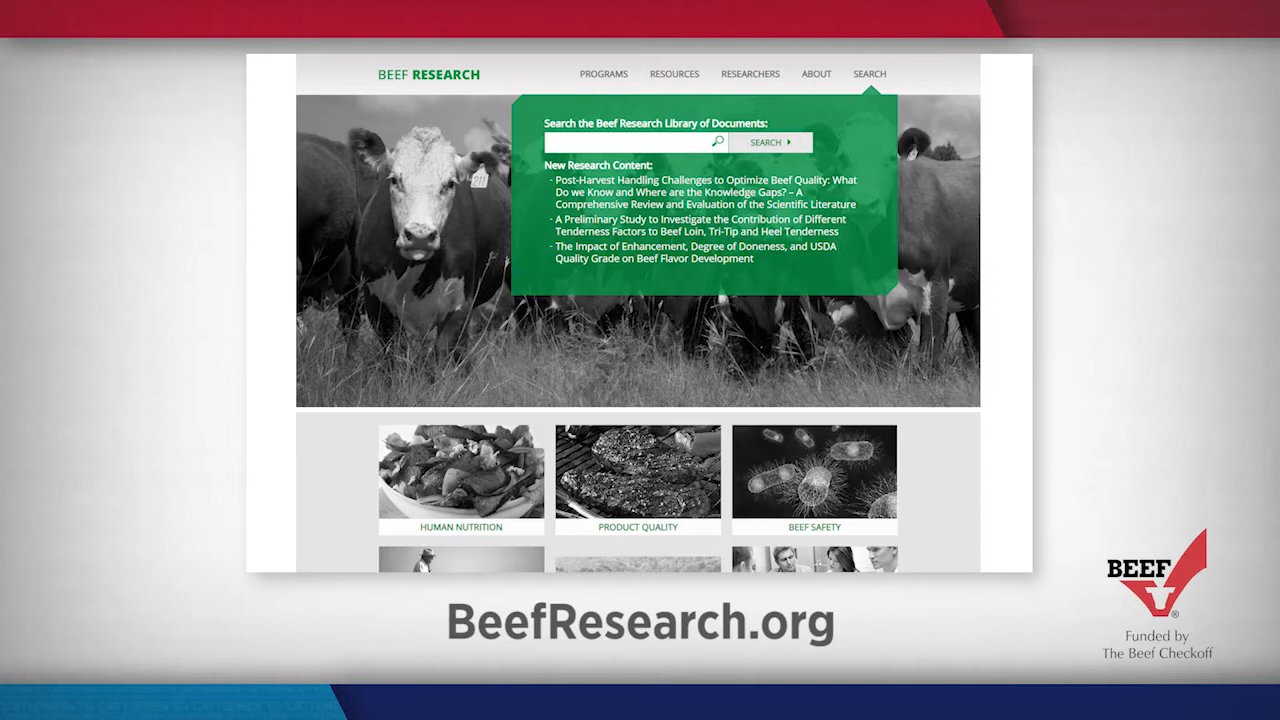 BEEF RESEARCH
PROGRAMS RESOURCES RESEARCHERS ABOUT SEARCH
Search the Beef Research Library of Documents:
SEARCH
New Research Content:
- Post-Harvest Handling Challenges to Optimize Beef Quality: What
Do we Know and Where are the Knowledge Gaps? – A
Comprehensive Review and Evaluation of the Scientific Literature
- A Preliminary Study to Investigate the Contribution of Different
Tenderness Factors to Beef Loin, Tri-Tip and Heel Tenderness
- The Impact of Enhancement, Degree of Doneness, and USDA
Quality Grade on Beef Flavor Development
211
HUMAN NUTRITION
PRODUCT QUALITY
BEEF SAFETY
BeefResearch.org
BEEF
®
Funded by
The Beef Checkoff